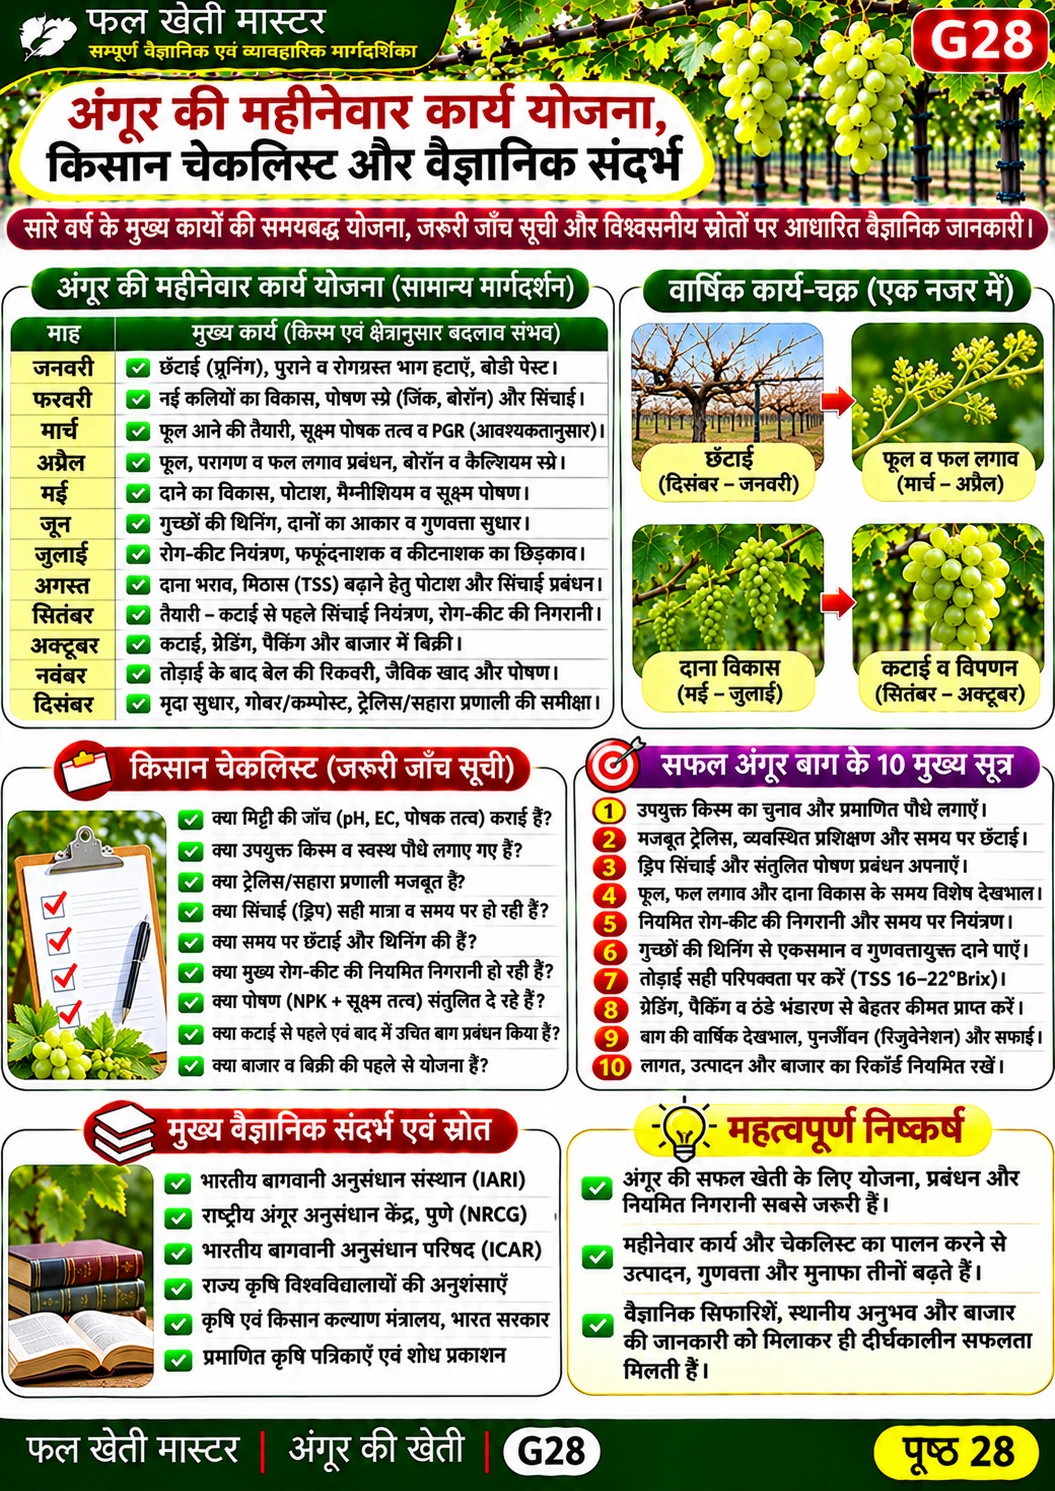 फल खेती मास्टर
सम्पूर्ण वैज्ञानिक एवं व्यावहारिक मार्गदर्शिका
G28
अंगूर की महीनेवार कार्य योजना,
किसान चेकलिस्ट और वैज्ञानिक संदर्भ
सारे वर्ष के मुख्य कार्यों की समयबद्ध योजना, जरूरी जाँच सूची और विश्वसनीय स्रोतों पर आधारित वैज्ञानिक जानकारी।
अंगूर की महीनेवार कार्य योजना (सामान्य मार्गदर्शन)
माह मुख्य कार्य (किस्म एवं क्षेत्रानुसार बदलाव संभव)
जनवरी छँटाई (प्रूनिंग), पुराने व रोगग्रस्त भाग हटाएँ, बोडी पेस्ट।
फरवरी नई कलियों का विकास, पोषण स्प्रे (जिंक, बोरॉन) और सिंचाई।
मार्च फूल आने की तैयारी, सूक्ष्म पोषक तत्व व PGR (आवश्यकतानुसार)।
अप्रैल फूल, परागण व फल लगाव प्रबंधन, बोरॉन व कैल्शियम स्प्रे।
मई दाने का विकास, पोटाश, मैग्नीशियम व सूक्ष्म पोषण।
जून गुच्छों की थिनिंग, दानों का आकार व गुणवत्ता सुधार।
जुलाई रोग-कीट नियंत्रण, फफूंदनाशक व कीटनाशक का छिड़काव।
अगस्त दाना भराव, मिठास (TSS) बढ़ाने हेतु पोटाश और सिंचाई प्रबंधन।
सितंबर तैयारी – कटाई से पहले सिंचाई नियंत्रण, रोग-कीट की निगरानी।
अक्टूबर कटाई, ग्रेडिंग, पैकिंग और बाजार में बिक्री।
नवंबर तोड़ाई के बाद बेल की रिकवरी, जैविक खाद और पोषण।
दिसंबर मृदा सुधार, गोबर/कम्पोस्ट, ट्रेलिस/सहारा प्रणाली की समीक्षा।
वार्षिक कार्य-चक्र (एक नजर में)
छँटाई
(दिसंबर – जनवरी)
फूल व फल लगाव
(मार्च – अप्रैल)
दाना विकास
(मई – जुलाई)
कटाई व विपणन
(सितंबर – अक्टूबर)
किसान चेकलिस्ट (जरूरी जाँच सूची)
क्या मिट्टी की जाँच (pH, EC, पोषक तत्व) कराई हैं?
क्या उपयुक्त किस्म व स्वस्थ पौधे लगाए गए हैं?
क्या ट्रेलिस/सहारा प्रणाली मजबूत हैं?
क्या सिंचाई (ड्रिप) सही मात्रा व समय पर हो रही हैं?
क्या समय पर छँटाई और थिनिंग की हैं?
क्या मुख्य रोग-कीट की नियमित निगरानी हो रही हैं?
क्या पोषण (NPK + सूक्ष्म तत्व) संतुलित दे रहे हैं?
क्या कटाई से पहले एवं बाद में उचित बाग प्रबंधन किया हैं?
क्या बाजार व बिक्री की पहले से योजना हैं?
सफल अंगूर बाग के 10 मुख्य सूत्र
1 उपयुक्त किस्म का चुनाव और प्रमाणित पौधे लगाएँ।
2 मजबूत ट्रेलिस, व्यवस्थित प्रशिक्षण और समय पर छँटाई।
3 ड्रिप सिंचाई और संतुलित पोषण प्रबंधन अपनाएँ।
4 फूल, फल लगाव और दाना विकास के समय विशेष देखभाल।
5 नियमित रोग-कीट की निगरानी और समय पर नियंत्रण।
6 गुच्छों की थिनिंग से एकसमान व गुणवत्तायुक्त दाने पाएँ।
7 तोड़ाई सही परिपक्वता पर करें (TSS 16–22°Brix)।
8 ग्रेडिंग, पैकिंग व ठंडे भंडारण से बेहतर कीमत प्राप्त करें।
9 बाग की वार्षिक देखभाल, पुनर्जीवन (रिजुवेनेशन) और सफाई।
10 लागत, उत्पादन और बाजार का रिकॉर्ड नियमित रखें।
मुख्य वैज्ञानिक संदर्भ एवं स्रोत
भारतीय बागवानी अनुसंधान संस्थान (IARI)
राष्ट्रीय अंगूर अनुसंधान केंद्र, पुणे (NRCG)
भारतीय बागवानी अनुसंधान परिषद (ICAR)
राज्य कृषि विश्वविद्यालयों की अनुशंसाएँ
कृषि एवं किसान कल्याण मंत्रालय, भारत सरकार
प्रमाणित कृषि पत्रिकाएँ एवं शोध प्रकाशन
महत्वपूर्ण निष्कर्ष
अंगूर की सफल खेती के लिए योजना, प्रबंधन और
नियमित निगरानी सबसे जरूरी हैं।
महीनेवार कार्य और चेकलिस्ट का पालन करने से
उत्पादन, गुणवत्ता और मुनाफा तीनों बढ़ते हैं।
वैज्ञानिक सिफारिशें, स्थानीय अनुभव और बाजार
की जानकारी को मिलाकर ही दीर्घकालीन सफलता
मिलती हैं।
फल खेती मास्टर | अंगूर की खेती | G28
पृष्ठ 28